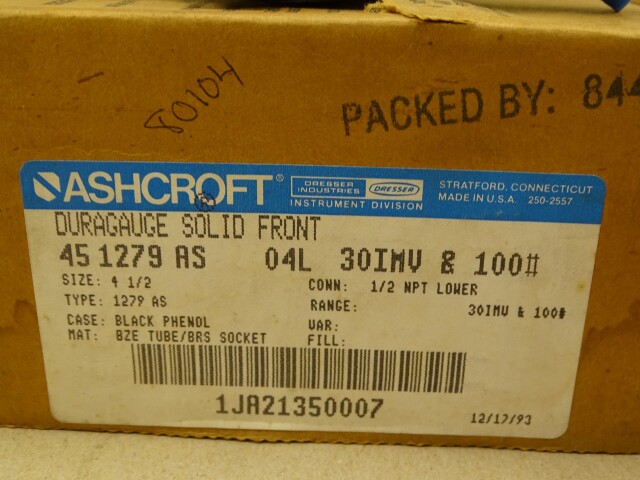 80104
PACKED BY: 844
ASHCROFT®
DRESSER INDUSTRIES
DRESSER
INSTRUMENT DIVISION
STRATFORD, CONNECTICUT
MADE IN U.S.A. 250-2557
DURAGAUGE SOLID FRONT
45 1279 AS 04L 30IMV & 100#
SIZE: 4 1/2
CONN: 1/2 NPT LOWER
TYPE: 1279 AS
RANGE: 30IMV & 100#
CASE: BLACK PHENOL
VAR:
MAT: BZE TUBE/BRS SOCKET
FILL:
1JA21350007
12/17/93